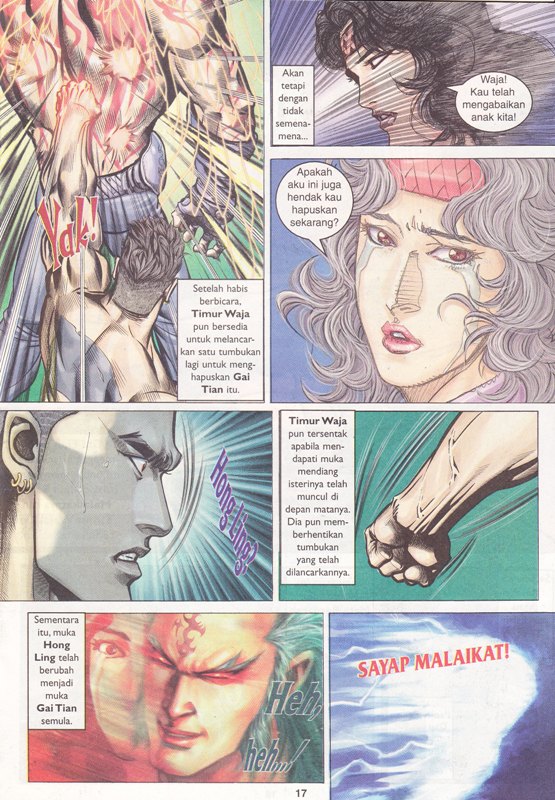 Yak!
Setelah habis
berbicara,
Timur Waja
pun bersedia
untuk melancar-
kan satu tumbukan
lagi untuk meng-
hapuskan Gai
Tian itu.
Akan
tetapi
dengan
tidak
semena-
mena...
Waja!
Kau telah
mengabaikan
anak kita!
Apakah
aku ini juga
hendak kau
hapuskan
sekarang?
Hong Ling?
Timur Waja
pun tersentak
apabila men-
dapati muka
mendiang
isterinya telah
muncul di
depan matanya.
Dia pun mem-
berhentikan
tumbukan
yang telah
dilancarkannya.
Sementara
itu, muka
Hong
Ling telah
berubah
menjadi
muka
Gai Tian
semula.
Heh,
heh...!
SAYAP MALAIKAT!
17